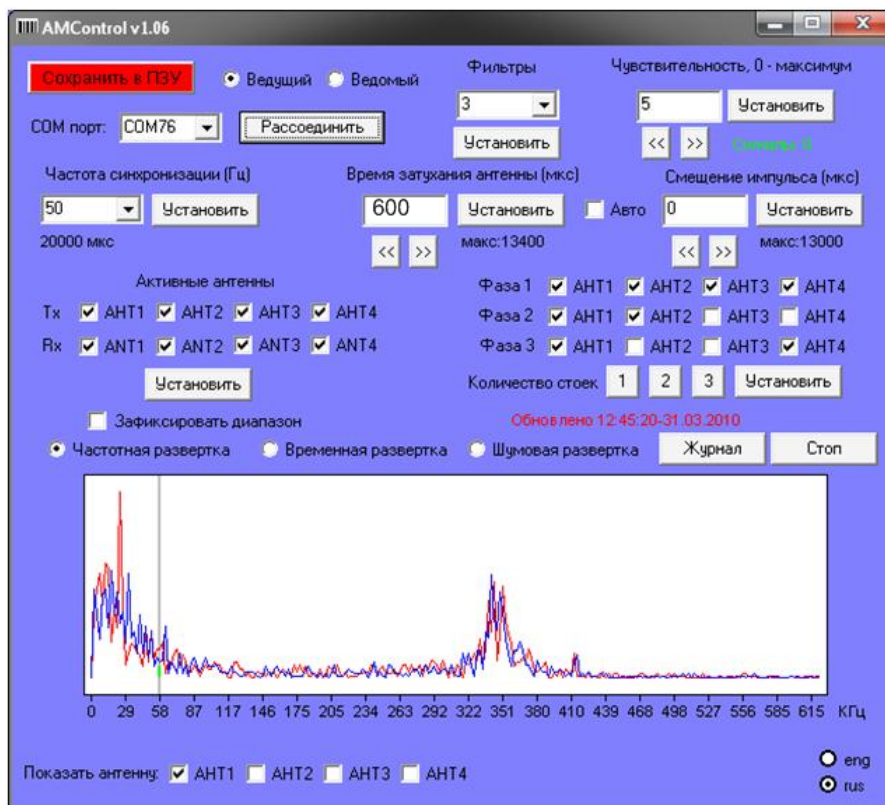 AMControl v1.06
Сохранить в ПЗУ
Ведущий Ведомый
Фильтры
Чувствительность, 0 - максимум
3
5 Установить
COM порт: COM76 Рассоединить
Установить
<< >> Сигналы: 0
Частота синхронизации (Гц)
Время затухания антенны (мкс)
Смещение импульса (мкс)
50 Установить
600 Установить Авто
0 Установить
20000 мкс
<< >> макс:13400
<< >> макс:13000
Активные антенны
Tx АНТ1 АНТ2 АНТ3 АНТ4
Rx ANT1 ANT2 ANT3 ANT4
Установить
Фаза 1 АНТ1 АНТ2 АНТ3 АНТ4
Фаза 2 АНТ1 АНТ2 АНТ3 АНТ4
Фаза 3 АНТ1 АНТ2 АНТ3 АНТ4
Количество стоек 1 2 3 Установить
Зафиксировать диапазон
Обновлено 12:45:20-31.03.2010
Частотная развертка Временная развертка Шумовая развертка Журнал Стоп
0 29 58 87 117 146 175 205 234 263 292 322 351 380 410 439 468 498 527 556 585 615 КГц
Показать антенну: АНТ1 АНТ2 АНТ3 АНТ4
eng
rus